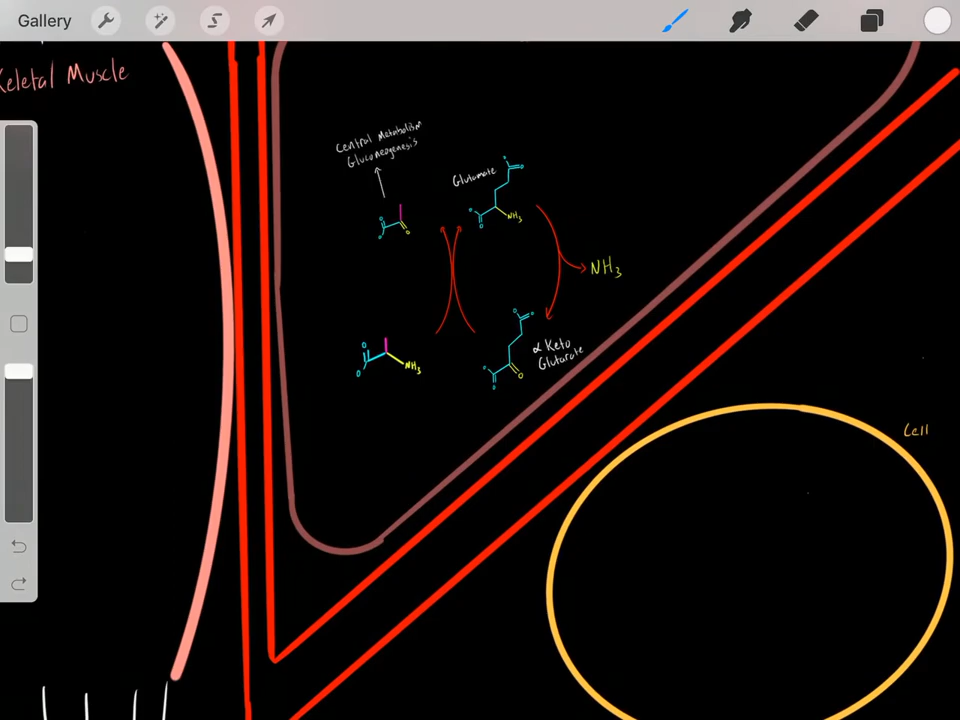 Gallery
keletal Muscle
Central Metabolism
Gluconeogenesis
Glutamate
NH3
NH3
α Keto
Glutarate
NH3
Cell